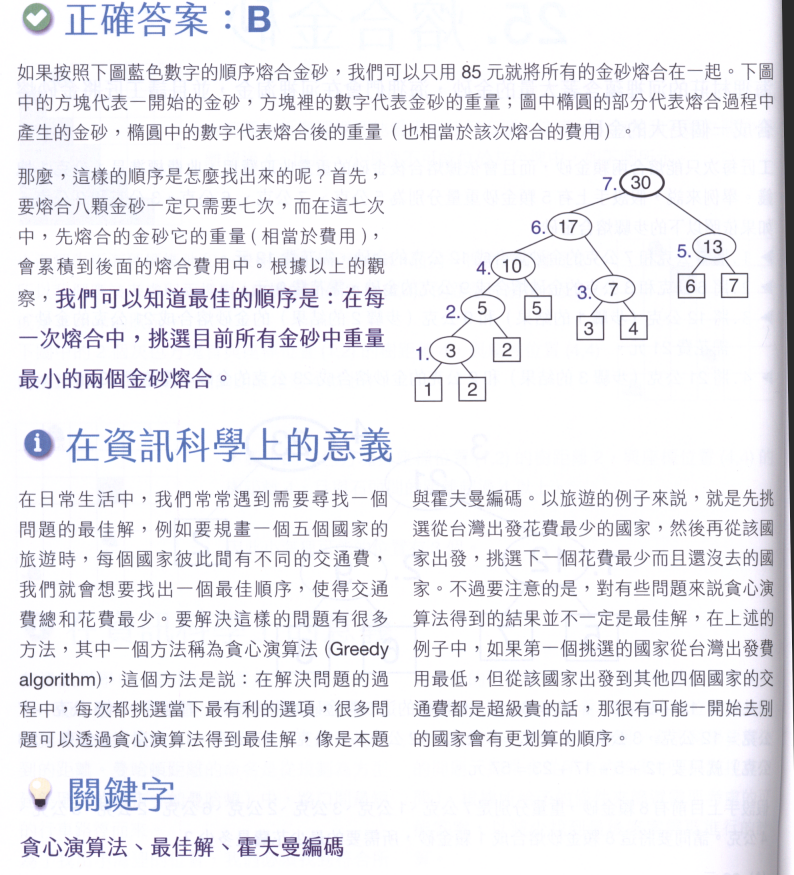 正確答案：B
如果按照下圖藍色數字的順序熔合金砂，我們可以只用 85 元就將所有的金砂熔合在一起。下圖
中的方塊代表一開始的金砂，方塊裡的數字代表金砂的重量；圖中橢圓的部分代表熔合過程中
產生的金砂，橢圓中的數字代表熔合後的重量（也相當於該次熔合的費用）。
那麼，這樣的順序是怎麼找出來的呢？首先，
要熔合八顆金砂一定只需要七次，而在這七次
中，先熔合的金砂它的重量（相當於費用），
會累積到後面的熔合費用中。根據以上的觀
察，我們可以知道最佳的順序是：在每
一次熔合中，挑選目前所有金砂中重量
最小的兩個金砂熔合。
7. 30
6. 17
5. 13
4. 10
3. 7
6 7
2. 5
5
3 4
1. 3
2
1 2
在資訊科學上的意義
在日常生活中，我們常常遇到需要尋找一個
問題的最佳解，例如要規畫一個五個國家的
旅遊時，每個國家彼此間有不同的交通費，
我們就會想要找出一個最佳順序，使得交通
費總和花費最少。要解決這樣的問題有很多
方法，其中一個方法稱為貪心演算法 (Greedy
algorithm)，這個方法是說：在解決問題的過
程中，每次都挑選當下最有利的選項，很多問
題可以透過貪心演算法得到最佳解，像是本題
與霍夫曼編碼。以旅遊的例子來說，就是先挑
選從台灣出發花費最少的國家，然後再從該國
家出發，挑選下一個花費最少而且還沒去的國
家。不過要注意的是，對有些問題來說貪心演
算法得到的結果並不一定是最佳解，在上述的
例子中，如果第一個挑選的國家從台灣出發費
用最低，但從該國家出發到其他四個國家的交
通費都是超級貴的話，那很有可能一開始去別
的國家會有更划算的順序。
關鍵字
貪心演算法、最佳解、霍夫曼編碼